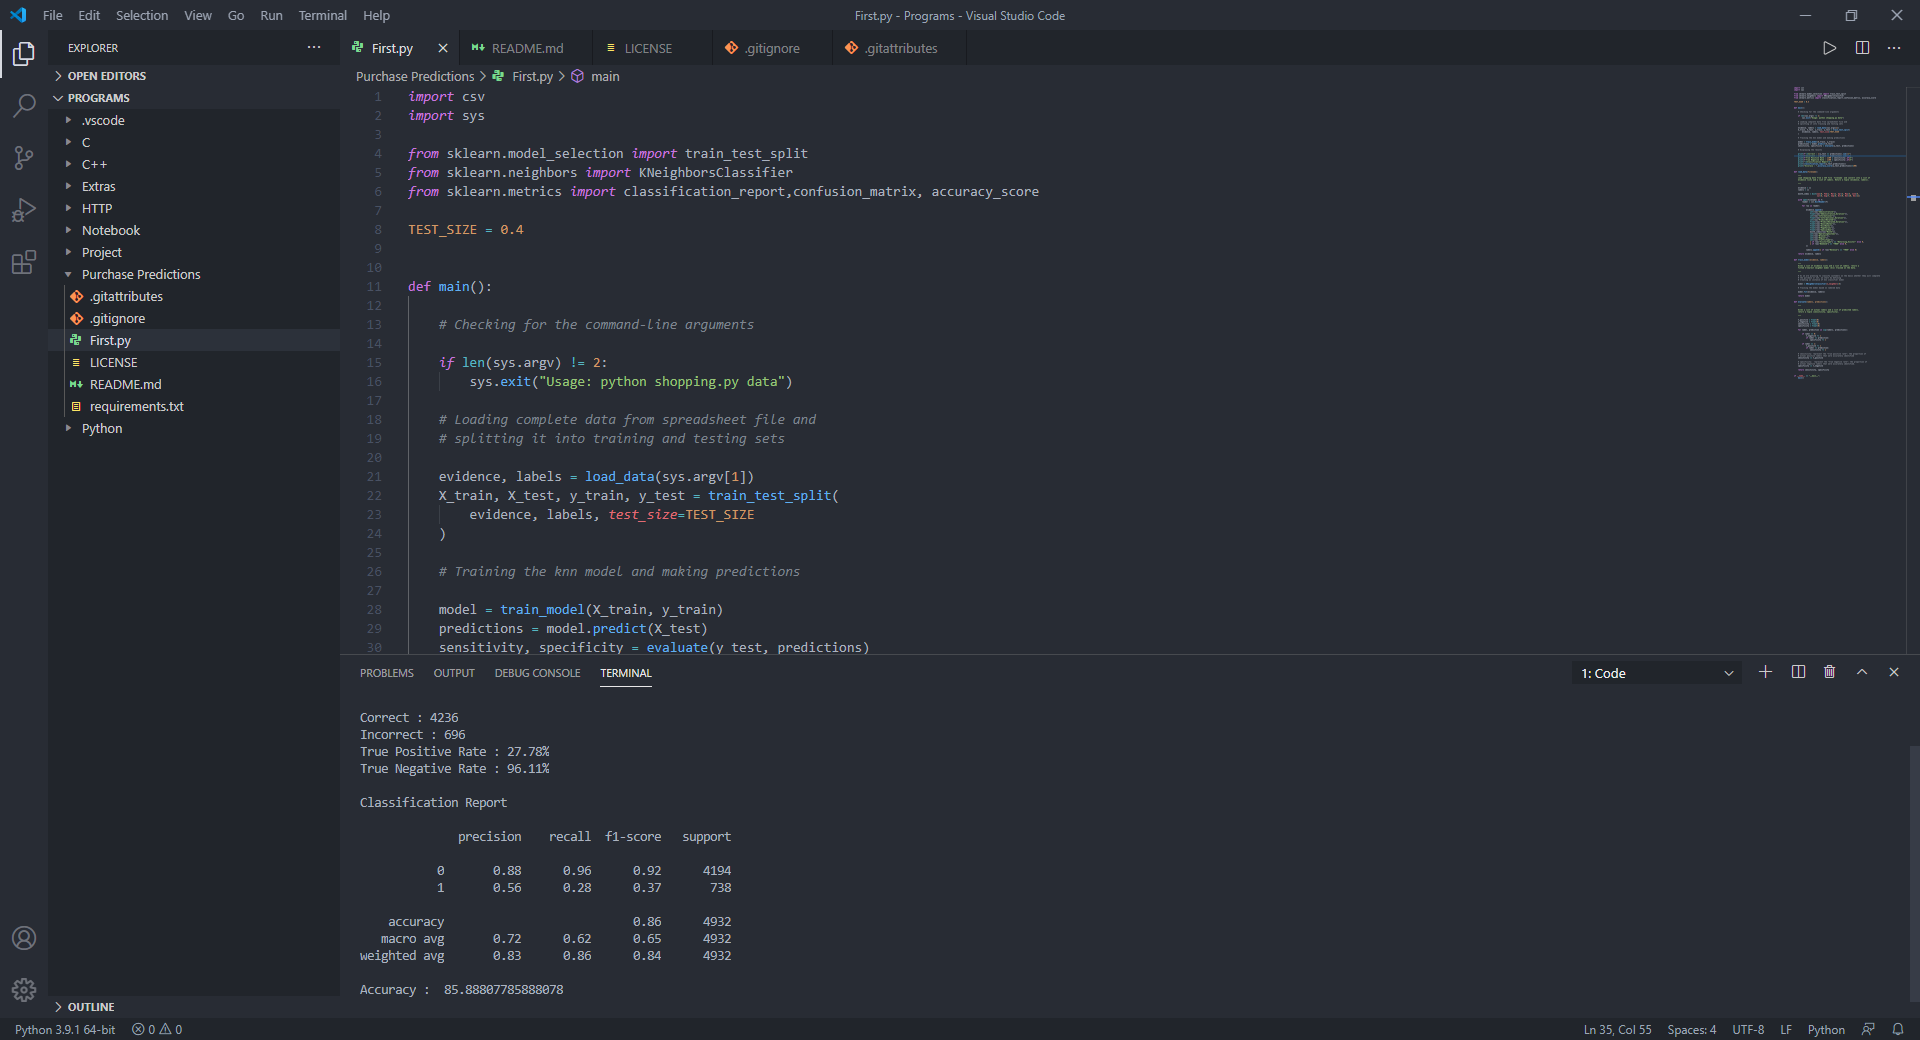 File Edit Selection View Go Run Terminal Help
First.py - Programs - Visual Studio Code
EXPLORER
OPEN EDITORS
PROGRAMS
.vscode
C
C++
Extras
HTTP
Notebook
Project
Purchase Predictions
.gitattributes
.gitignore
First.py
LICENSE
README.md
requirements.txt
Python
OUTLINE
First.py README.md LICENSE .gitignore .gitattributes
Purchase Predictions > First.py > main
1 import csv
2 import sys
3
4 from sklearn.model_selection import train_test_split
5 from sklearn.neighbors import KNeighborsClassifier
6 from sklearn.metrics import classification_report,confusion_matrix, accuracy_score
7
8 TEST_SIZE = 0.4
9
10
11 def main():
12
13 # Checking for the command-line arguments
14
15 if len(sys.argv) != 2:
16 sys.exit("Usage: python shopping.py data")
17
18 # Loading complete data from spreadsheet file and
19 # splitting it into training and testing sets
20
21 evidence, labels = load_data(sys.argv[1])
22 X_train, X_test, y_train, y_test = train_test_split(
23 evidence, labels, test_size=TEST_SIZE
24 )
25
26 # Training the knn model and making predictions
27
28 model = train_model(X_train, y_train)
29 predictions = model.predict(X_test)
30 sensitivity, specificity = evaluate(y_test, predictions)
PROBLEMS OUTPUT DEBUG CONSOLE TERMINAL
1: Code
Correct : 4236
Incorrect : 696
True Positive Rate : 27.78%
True Negative Rate : 96.11%
Classification Report
precision recall f1-score support
0 0.88 0.96 0.92 4194
1 0.56 0.28 0.37 738
accuracy 0.86 4932
macro avg 0.72 0.62 0.65 4932
weighted avg 0.83 0.86 0.84 4932
Accuracy : 85.88807785888078
Python 3.9.1 64-bit 0 0
Ln 35, Col 55 Spaces: 4 UTF-8 LF Python